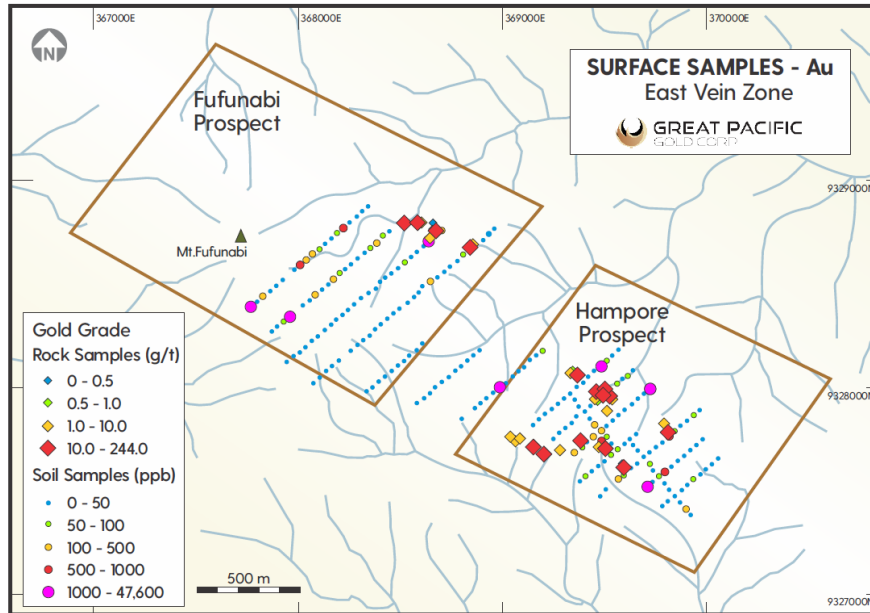 367000E
368000E
369000E
370000E
N
SURFACE SAMPLES - Au
East Vein Zone
GREAT PACIFIC
GOLD CORP
Fufunabi
Prospect
9329000N
Mt.Fufunabi
Hampore
Prospect
Gold Grade
Rock Samples (g/t)
0 - 0.5
0.5 - 1.0
1.0 - 10.0
10.0 - 244.0
Soil Samples (ppb)
0 - 50
50 - 100
100 - 500
500 - 1000
1000 - 47,600
9328000N
500 m
9327000N